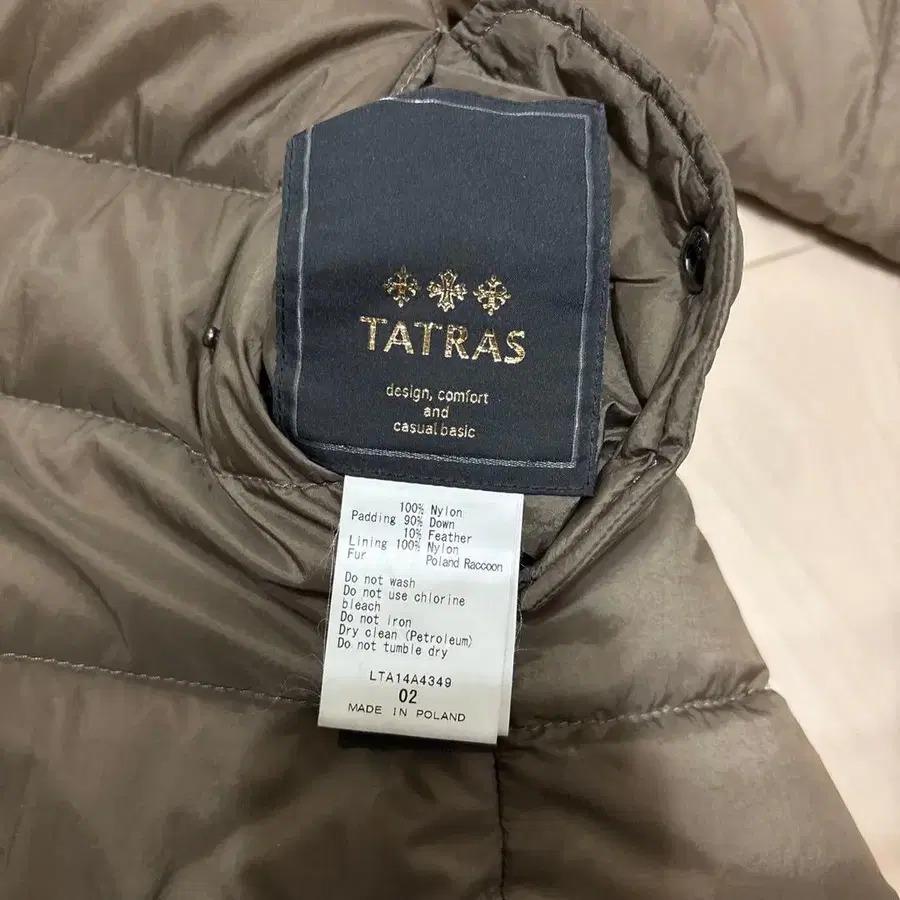 TATRAS
design, comfort
and
casual basic
100% Nylon
Padding 90% Down
10% Feather
Lining 100% Nylon
Fur Poland Raccoon
Do not wash
Do not use chlorine
bleach
Do not iron
Dry clean (Petroleum)
Do not tumble dry
LTA14A4349
02
MADE IN POLAND